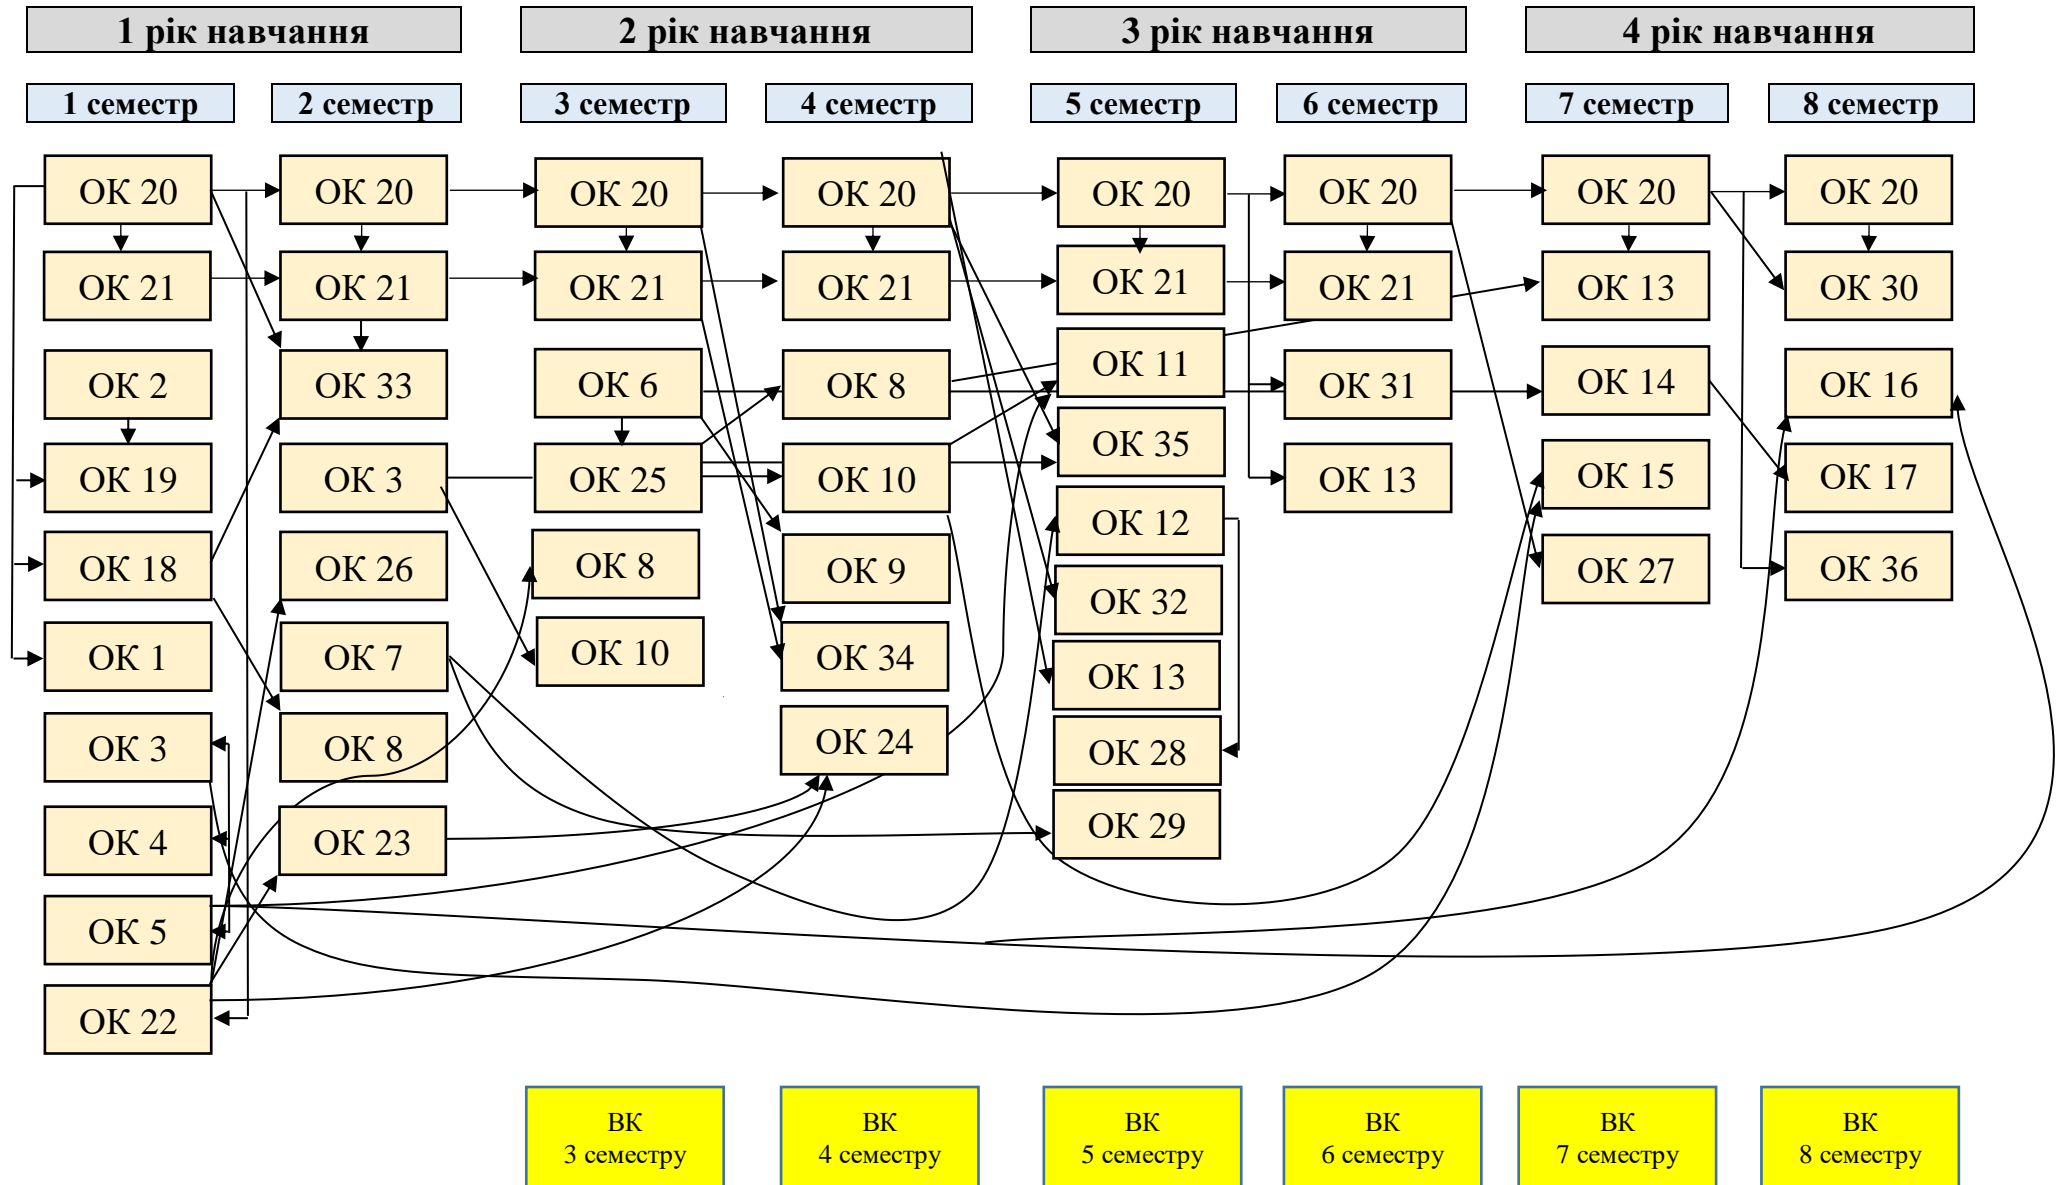 1 рік навчання
2 рік навчання
3 рік навчання
4 рік навчання
1 семестр
2 семестр
3 семестр
4 семестр
5 семестр
6 семестр
7 семестр
8 семестр
ОК 20
ОК 21
ОК 2
ОК 19
ОК 18
ОК 1
ОК 3
ОК 4
ОК 5
ОК 22
ОК 20
ОК 21
ОК 33
ОК 3
ОК 26
ОК 7
ОК 8
ОК 23
ОК 20
ОК 21
ОК 6
ОК 25
ОК 8
ОК 10
ОК 20
ОК 21
ОК 8
ОК 10
ОК 9
ОК 34
ОК 24
ОК 20
ОК 21
ОК 11
ОК 35
ОК 12
ОК 32
ОК 13
ОК 28
ОК 29
ОК 20
ОК 21
ОК 31
ОК 13
ОК 20
ОК 13
ОК 14
ОК 15
ОК 27
ОК 20
ОК 30
ОК 16
ОК 17
ОК 36
ВК
3 семестру
ВК
4 семестру
ВК
5 семестру
ВК
6 семестру
ВК
7 семестру
ВК
8 семестру